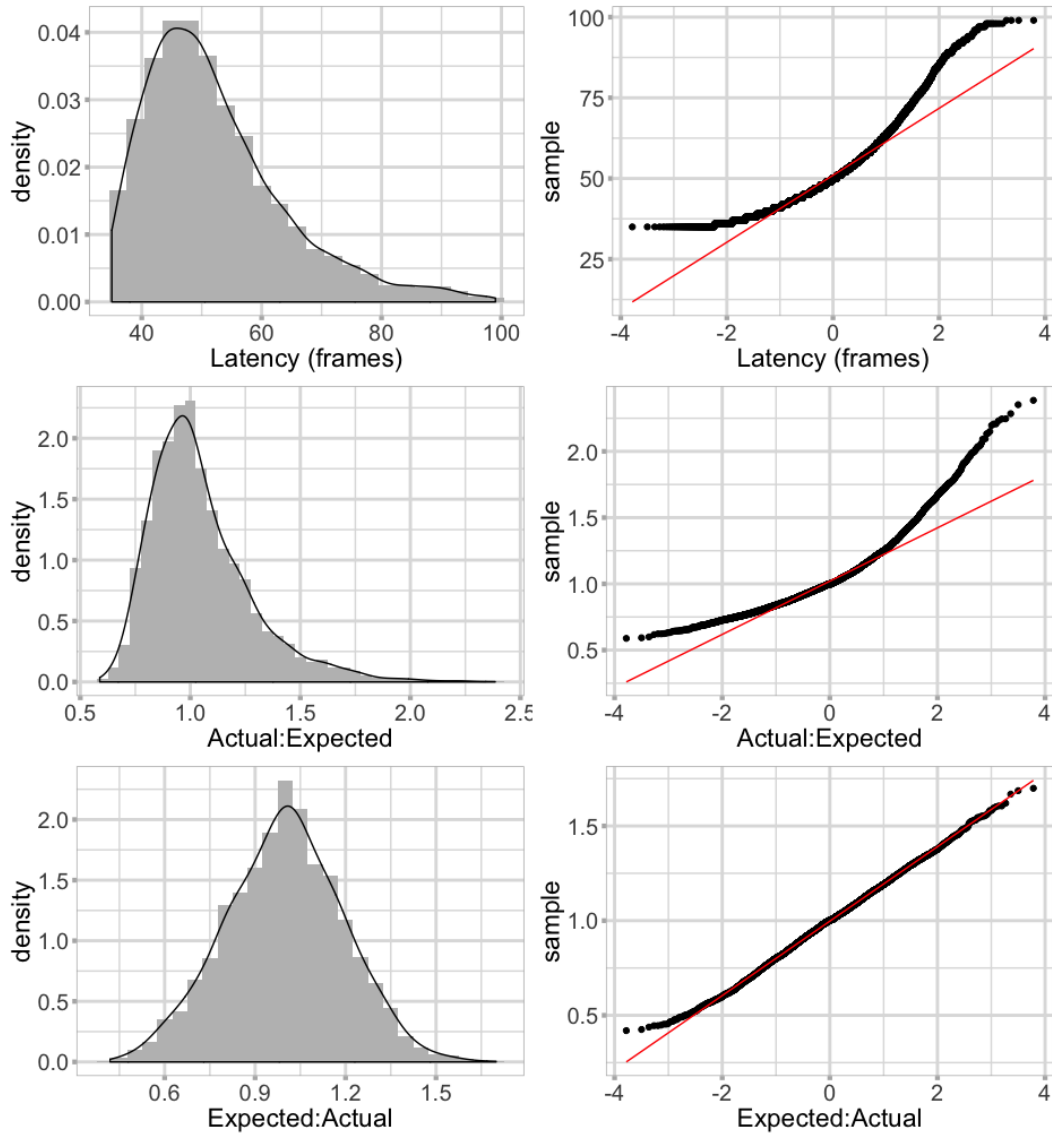 density
0.04
0.03
0.02
0.01
0.00
40 60 80 100
Latency (frames)
sample
100
75
50
25
-4 -2 0 2 4
Latency (frames)
density
2.0
1.5
1.0
0.5
0.0
0.5 1.0 1.5 2.0 2.5
Actual:Expected
sample
2.0
1.5
1.0
0.5
-4 -2 0 2 4
Actual:Expected
density
2.0
1.5
1.0
0.5
0.0
0.6 0.9 1.2 1.5
Expected:Actual
sample
1.5
1.0
0.5
-4 -2 0 2 4
Expected:Actual